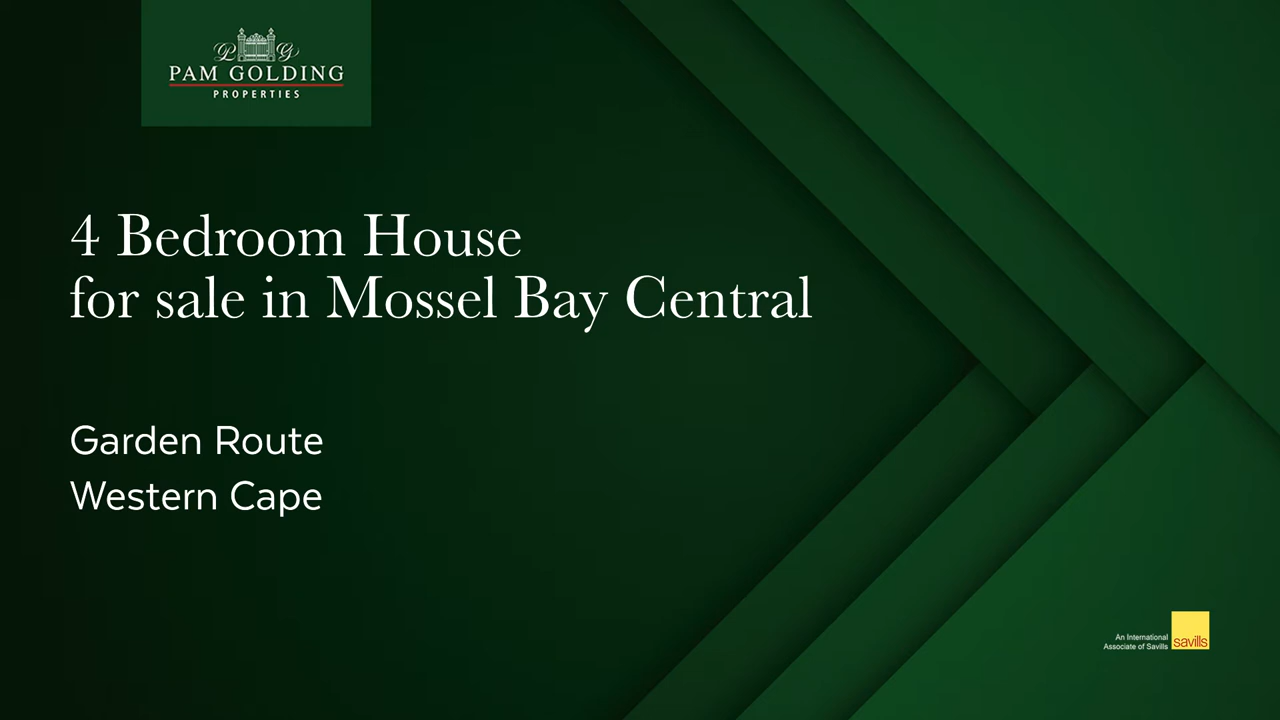 P G
PAM GOLDING
PROPERTIES
4 Bedroom House
for sale in Mossel Bay Central
Garden Route
Western Cape
An International
Associate of Savills
savills